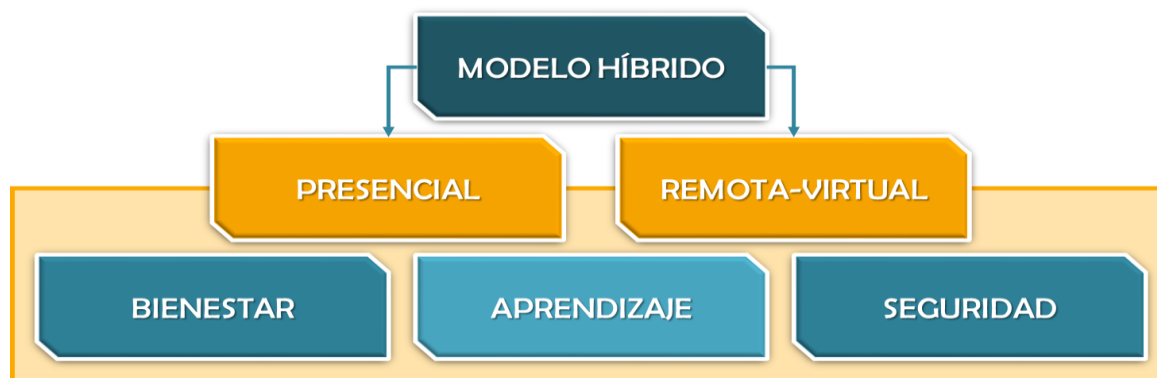 MODELO HÍBRIDO
PRESENCIAL
REMOTA-VIRTUAL
BIENESTAR
APRENDIZAJE
SEGURIDAD